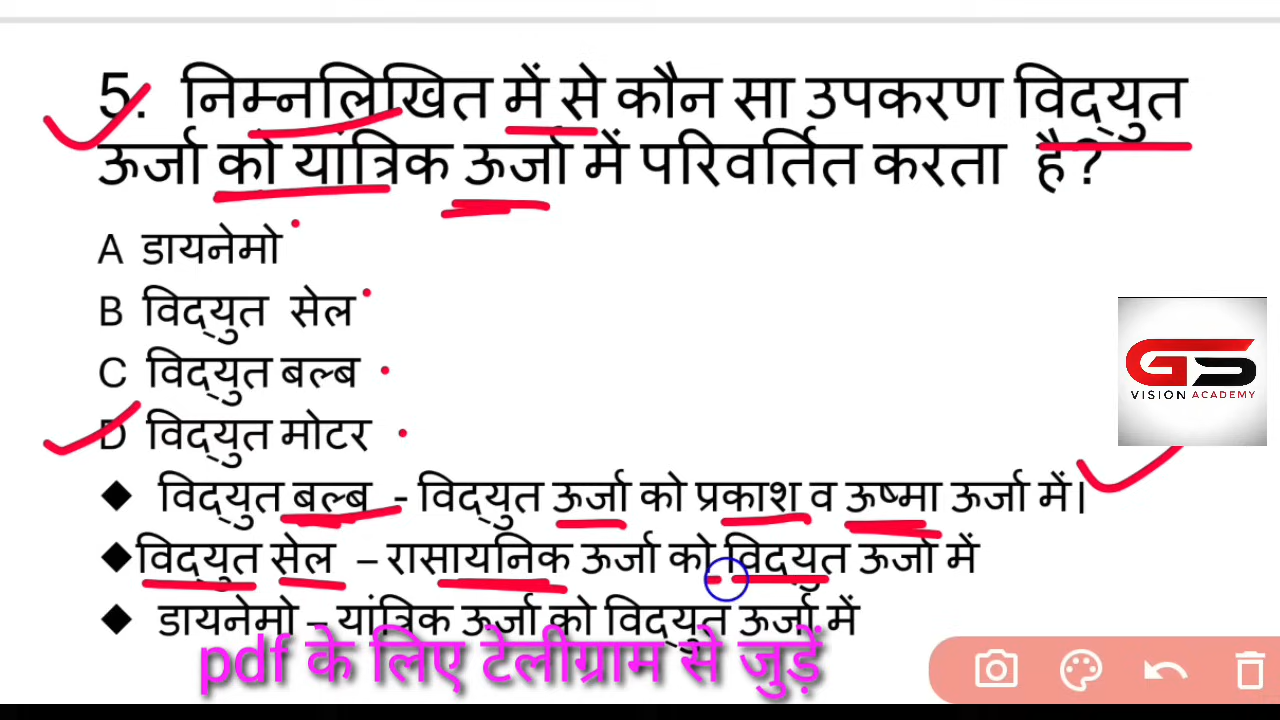 5. निम्नलिखित में से कौन सा उपकरण विद्युत
ऊर्जा को यांत्रिक ऊर्जा में परिवर्तित करता है?
A डायनेमो
B विद्युत सेल
C विद्युत बल्ब
D विद्युत मोटर
GS
VISION ACADEMY
◆ विद्युत बल्ब - विद्युत ऊर्जा को प्रकाश व ऊष्मा ऊर्जा में।
◆विद्युत सेल – रासायनिक ऊर्जा को विद्युत ऊर्जा में
◆ डायनेमो – यांत्रिक ऊर्जा को विद्युत ऊर्जा में
pdf के लिए टेलीग्राम से जुड़ें